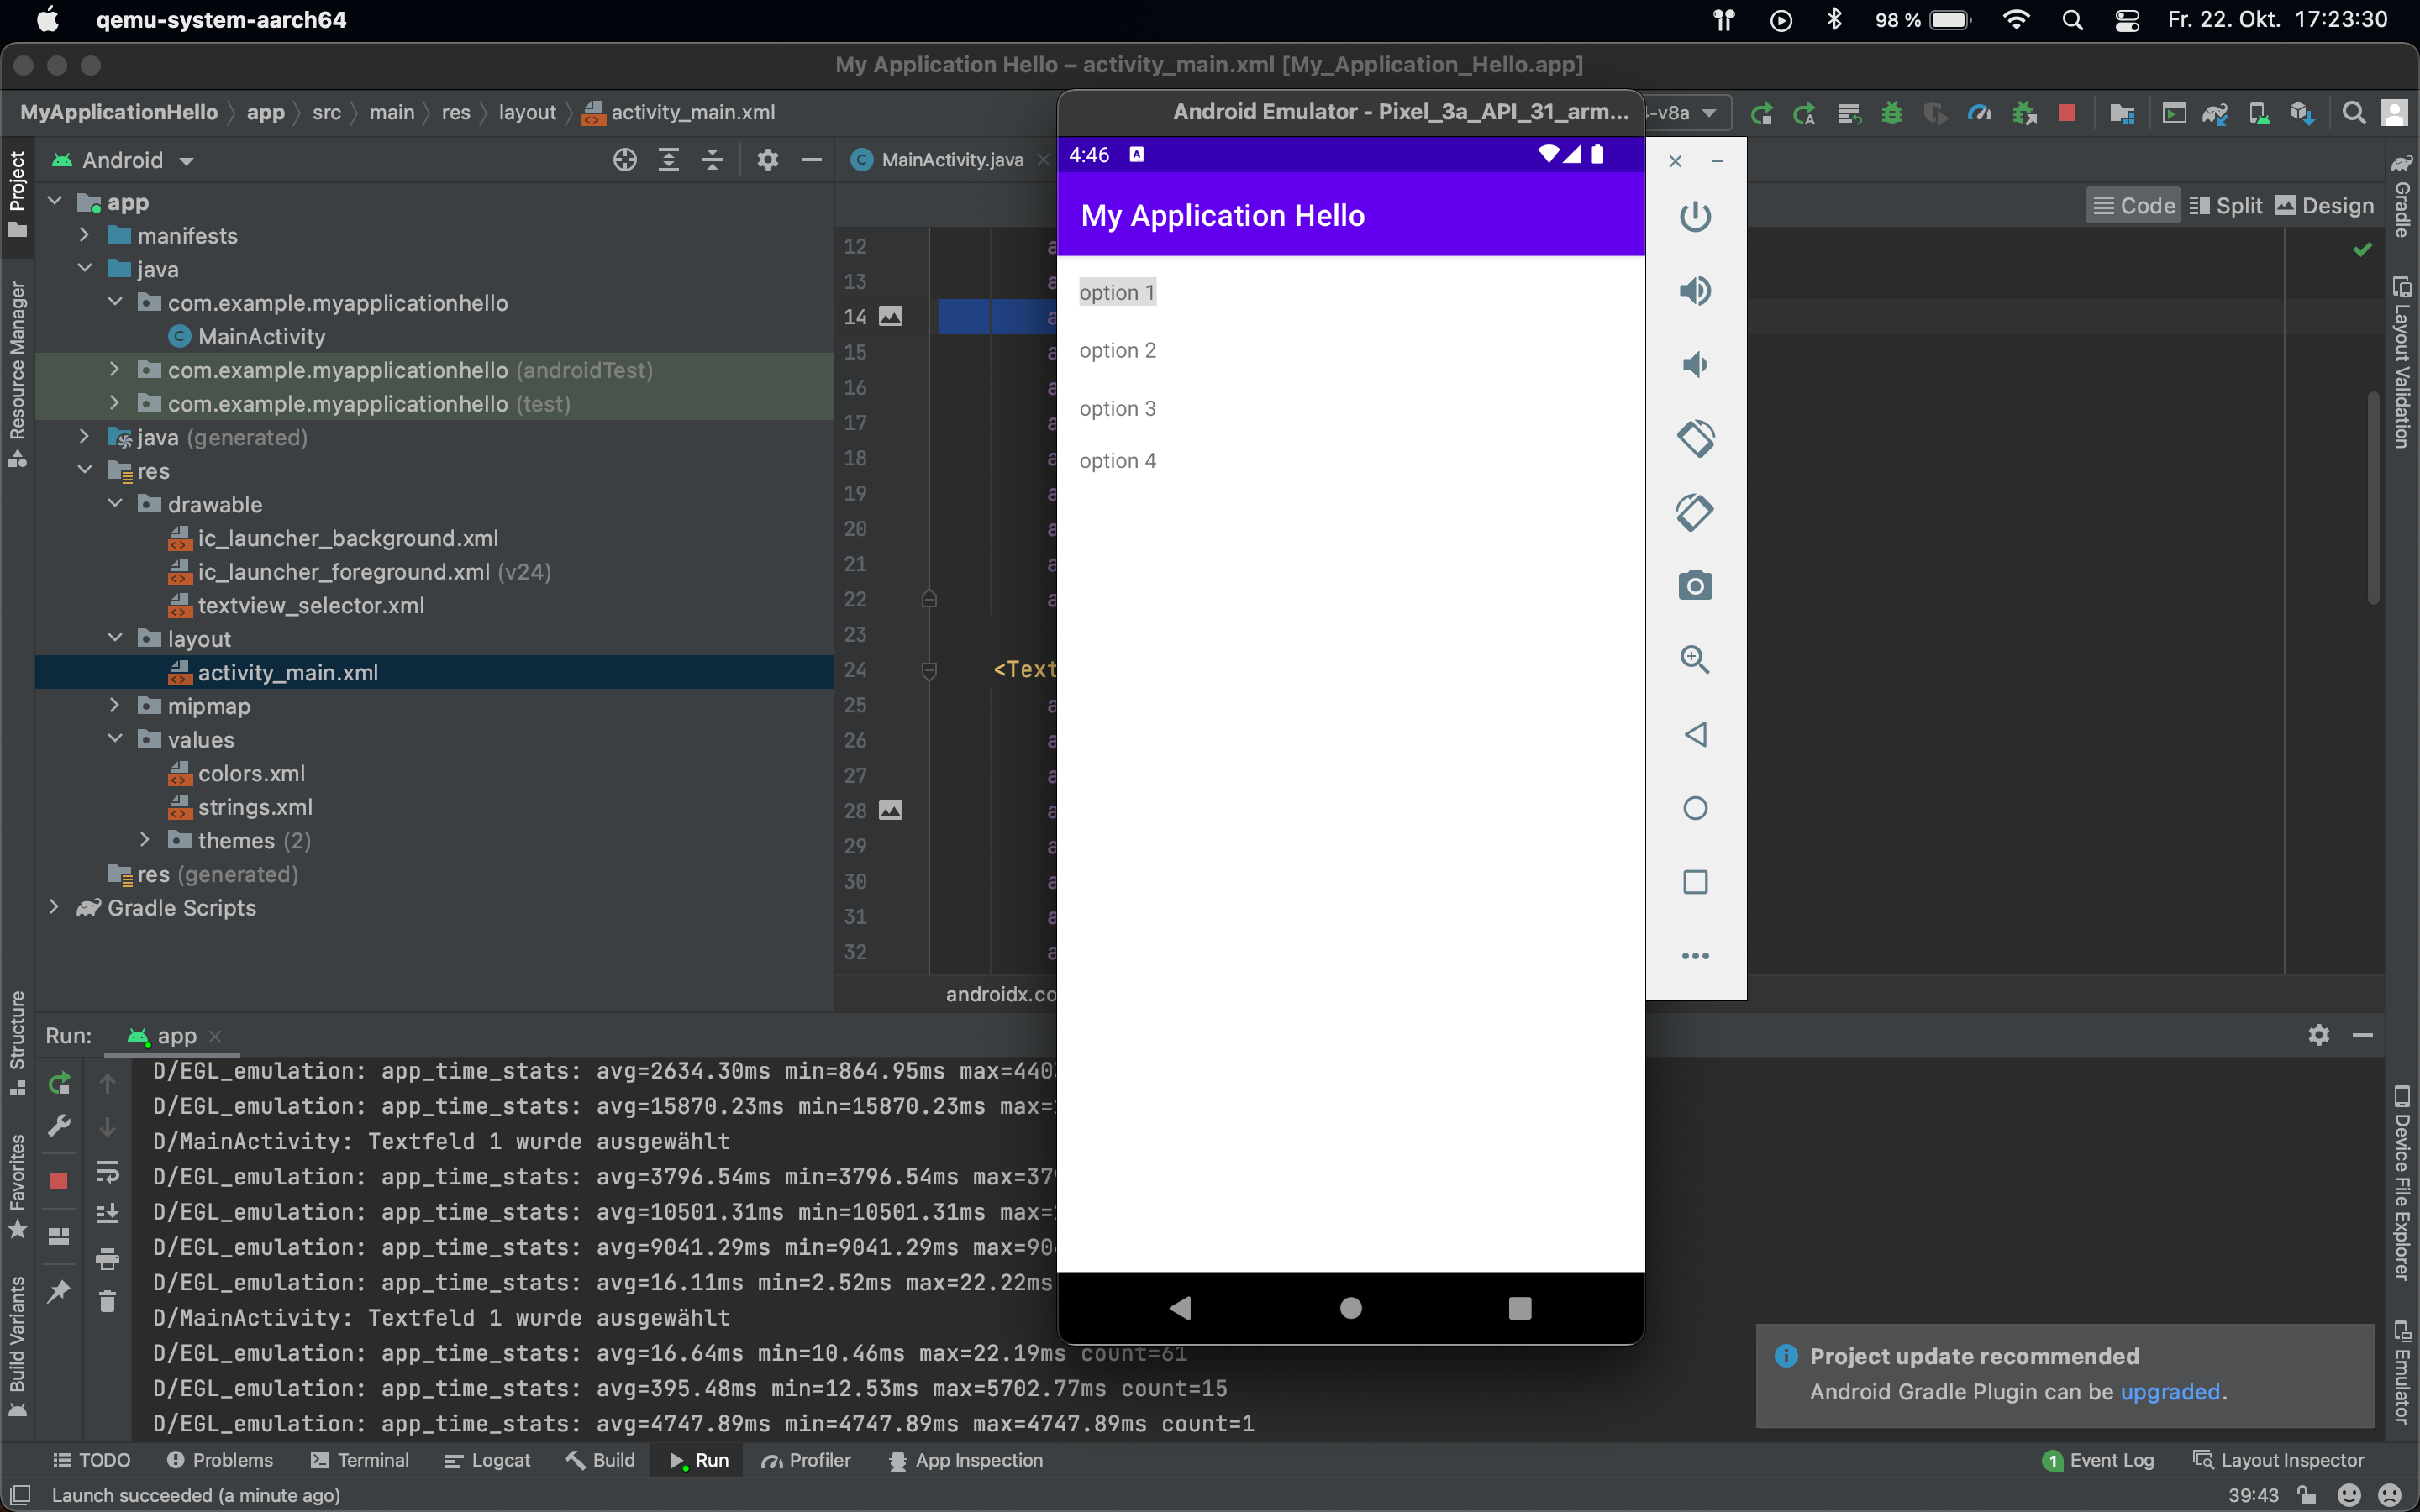 qemu-system-aarch64
98 %
Fr. 22. Okt. 17:23:30
My Application Hello – activity_main.xml [My_Application_Hello.app]
MyApplicationHello app src main res layout activity_main.xml
-v8a
Android Emulator - Pixel_3a_API_31_arm...
Android
MainActivity.java
4:46
My Application Hello
option 1
option 2
option 3
option 4
Code Split Design
Project
Resource Manager
Structure
Favorites
Build Variants
Gradle
Layout Validation
Device File Explorer
Emulator
app
manifests
java
com.example.myapplicationhello
MainActivity
com.example.myapplicationhello (androidTest)
com.example.myapplicationhello (test)
java (generated)
res
drawable
ic_launcher_background.xml
ic_launcher_foreground.xml (v24)
textview_selector.xml
layout
activity_main.xml
mipmap
values
colors.xml
strings.xml
themes (2)
res (generated)
Gradle Scripts
12 a
13 a
14 a
15 a
16 a
17 a
18 a
19 a
20 a
21 a
22 a
23
24 <Text
25 a
26 a
27 a
28 a
29 a
30 a
31 a
32 a
androidx.co
Run: app
D/EGL_emulation: app_time_stats: avg=2634.30ms min=864.95ms max=440
D/EGL_emulation: app_time_stats: avg=15870.23ms min=15870.23ms max=
D/MainActivity: Textfeld 1 wurde ausgewählt
D/EGL_emulation: app_time_stats: avg=3796.54ms min=3796.54ms max=37
D/EGL_emulation: app_time_stats: avg=10501.31ms min=10501.31ms max=
D/EGL_emulation: app_time_stats: avg=9041.29ms min=9041.29ms max=90
D/EGL_emulation: app_time_stats: avg=16.11ms min=2.52ms max=22.22ms
D/MainActivity: Textfeld 1 wurde ausgewählt
D/EGL_emulation: app_time_stats: avg=16.64ms min=10.46ms max=22.19ms count=61
D/EGL_emulation: app_time_stats: avg=395.48ms min=12.53ms max=5702.77ms count=15
D/EGL_emulation: app_time_stats: avg=4747.89ms min=4747.89ms max=4747.89ms count=1
Project update recommended
Android Gradle Plugin can be upgraded.
TODO Problems Terminal Logcat Build Run Profiler App Inspection
1 Event Log Layout Inspector
Launch succeeded (a minute ago)
39:43